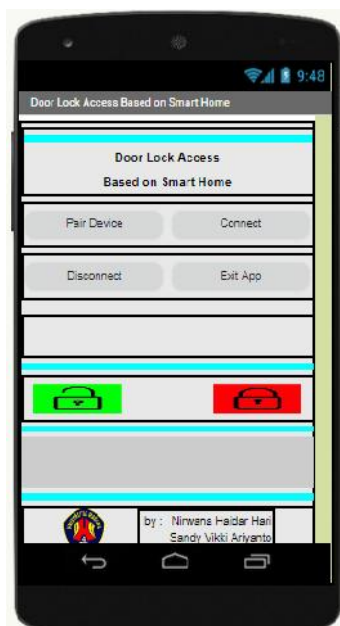 9:48
Door Lock Access Based on Smart Home
Door Lock Access
Based on Smart Home
Pair Device
Connect
Disconnect
Exit App
by : Nirwana Haidar Hari
Sandy Vikki Ariyanto